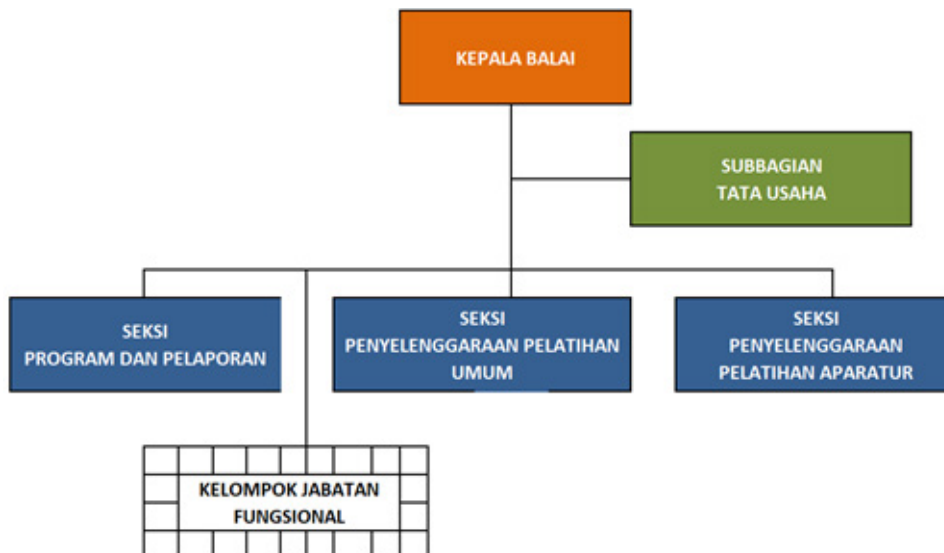 KEPALA BALAI
SUBBAGIAN
TATA USAHA
SEKSI
PROGRAM DAN PELAPORAN
SEKSI
PENYELENGGARAAN PELATIHAN
UMUM
SEKSI
PENYELENGGARAAN
PELATIHAN APARATUR
KELOMPOK JABATAN
FUNGSIONAL